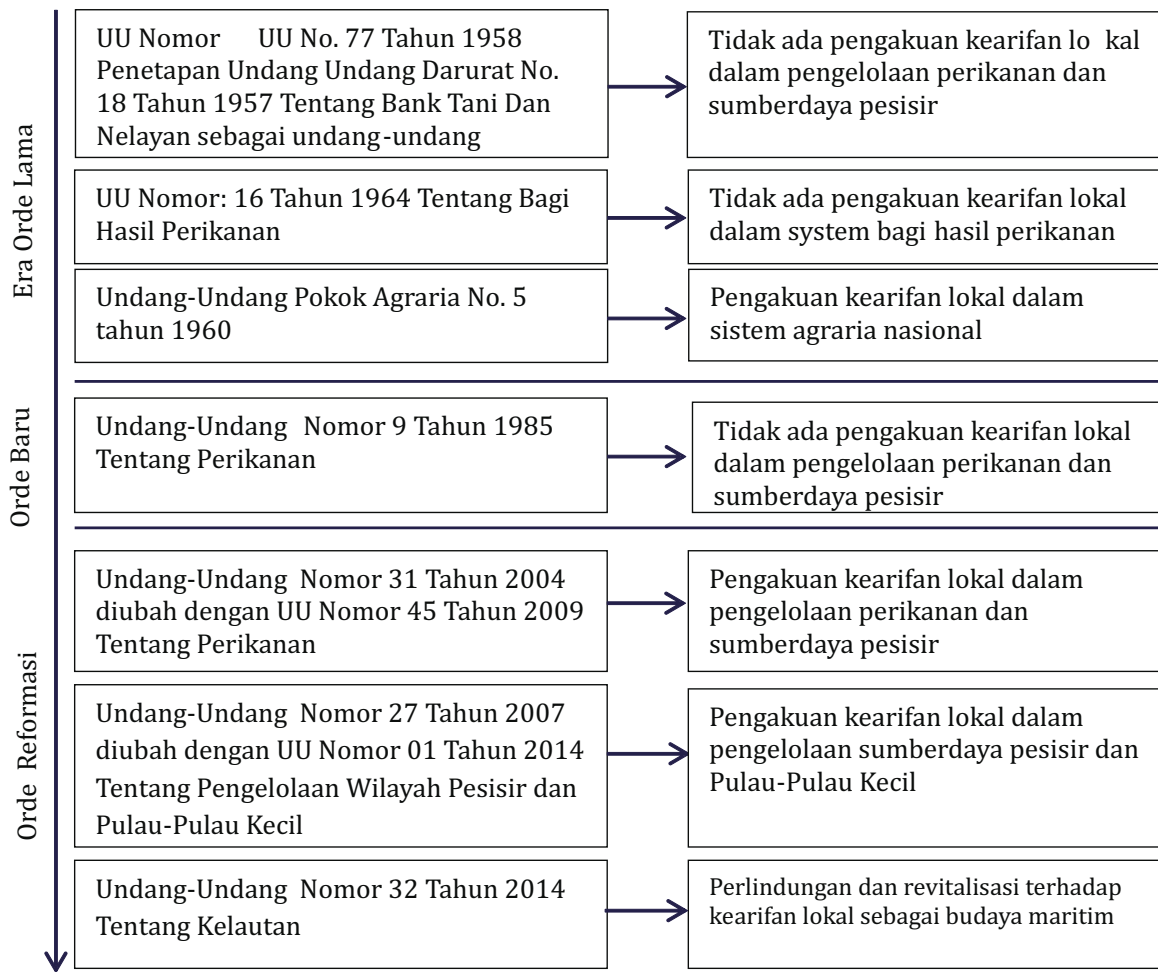 Era Orde Lama
UU Nomor UU No. 77 Tahun 1958
Penetapan Undang Undang Darurat No.
18 Tahun 1957 Tentang Bank Tani Dan
Nelayan sebagai undang-undang
Tidak ada pengakuan kearifan lo kal
dalam pengelolaan perikanan dan
sumberdaya pesisir
UU Nomor: 16 Tahun 1964 Tentang Bagi
Hasil Perikanan
Tidak ada pengakuan kearifan lokal
dalam system bagi hasil perikanan
Undang-Undang Pokok Agraria No. 5
tahun 1960
Pengakuan kearifan lokal dalam
sistem agraria nasional
Orde Baru
Undang-Undang Nomor 9 Tahun 1985
Tentang Perikanan
Tidak ada pengakuan kearifan lokal
dalam pengelolaan perikanan dan
sumberdaya pesisir
Orde Reformasi
Undang-Undang Nomor 31 Tahun 2004
diubah dengan UU Nomor 45 Tahun 2009
Tentang Perikanan
Pengakuan kearifan lokal dalam
pengelolaan perikanan dan
sumberdaya pesisir
Undang-Undang Nomor 27 Tahun 2007
diubah dengan UU Nomor 01 Tahun 2014
Tentang Pengelolaan Wilayah Pesisir dan
Pulau-Pulau Kecil
Pengakuan kearifan lokal dalam
pengelolaan sumberdaya pesisir dan
Pulau-Pulau Kecil
Undang-Undang Nomor 32 Tahun 2014
Tentang Kelautan
Perlindungan dan revitalisasi terhadap
kearifan lokal sebagai budaya maritim